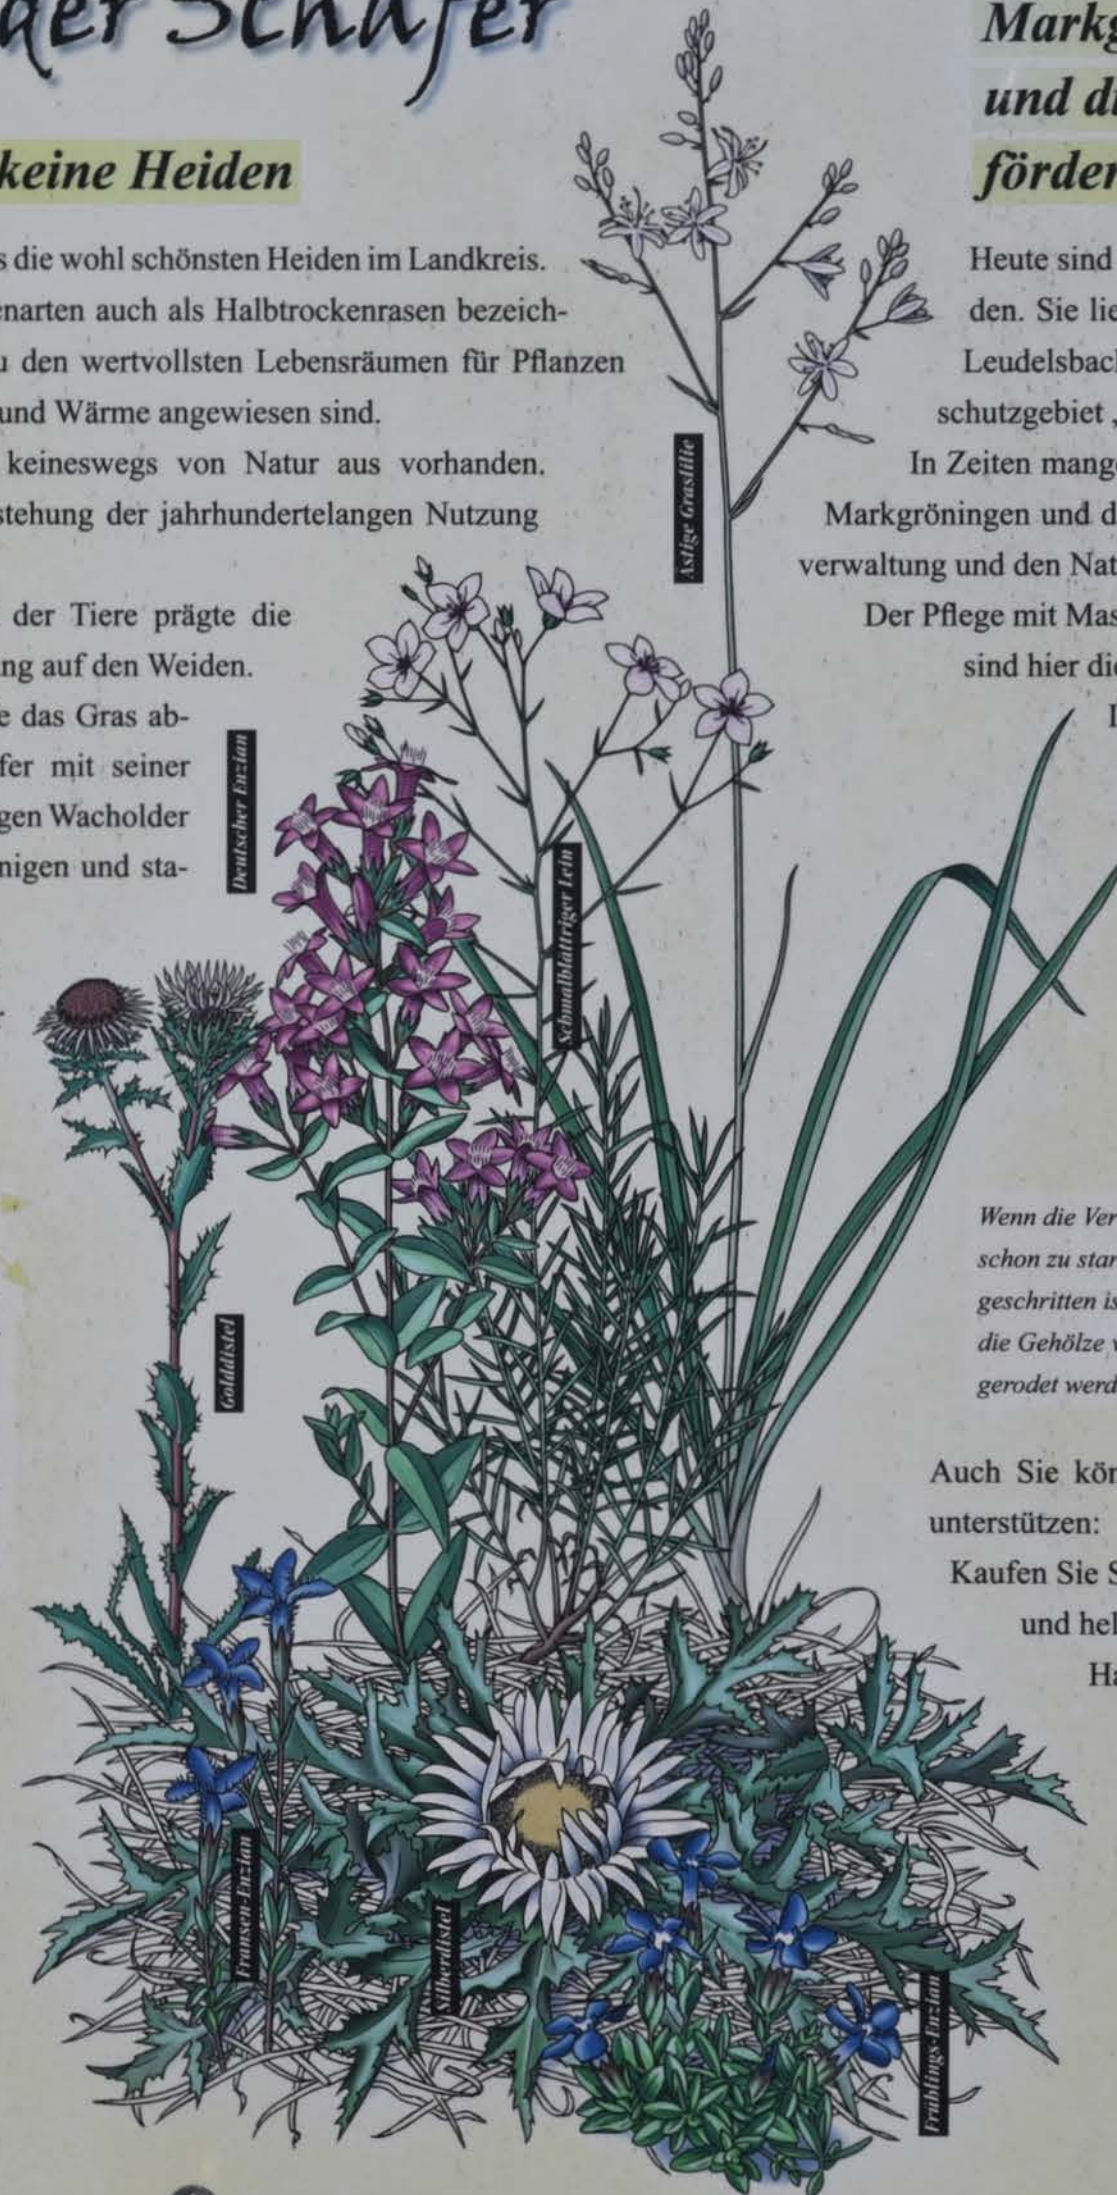 der Schäfer
keine Heiden
s die wohl schönsten Heiden im Landkreis.
enarten auch als Halbtrockenrasen bezeich-
u den wertvollsten Lebensräumen für Pflanzen
und Wärme angewiesen sind.
keineswegs von Natur aus vorhanden.
stehung der jahrhundertelangen Nutzung
der Tiere prägte die
ng auf den Weiden.
e das Gras ab-
fer mit seiner
gen Wacholder
nigen und sta-
Ästige Graslilie
Deutscher Enzian
Schmalblättriger Lein
Golddistel
Fransen-Enzian
Silberdistel
Frühlings-Enzian
Markg
und di
förder
Heute sind
den. Sie lie
Leudelsbach
schutzgebiet „
In Zeiten mange
Markgröningen und d
verwaltung und den Nat
Der Pflege mit Mas
sind hier die
Wenn die Ver
schon zu star
geschritten is
die Gehölze v
gerodet werd
Auch Sie kön
unterstützen:
Kaufen Sie S
und hel
Ha